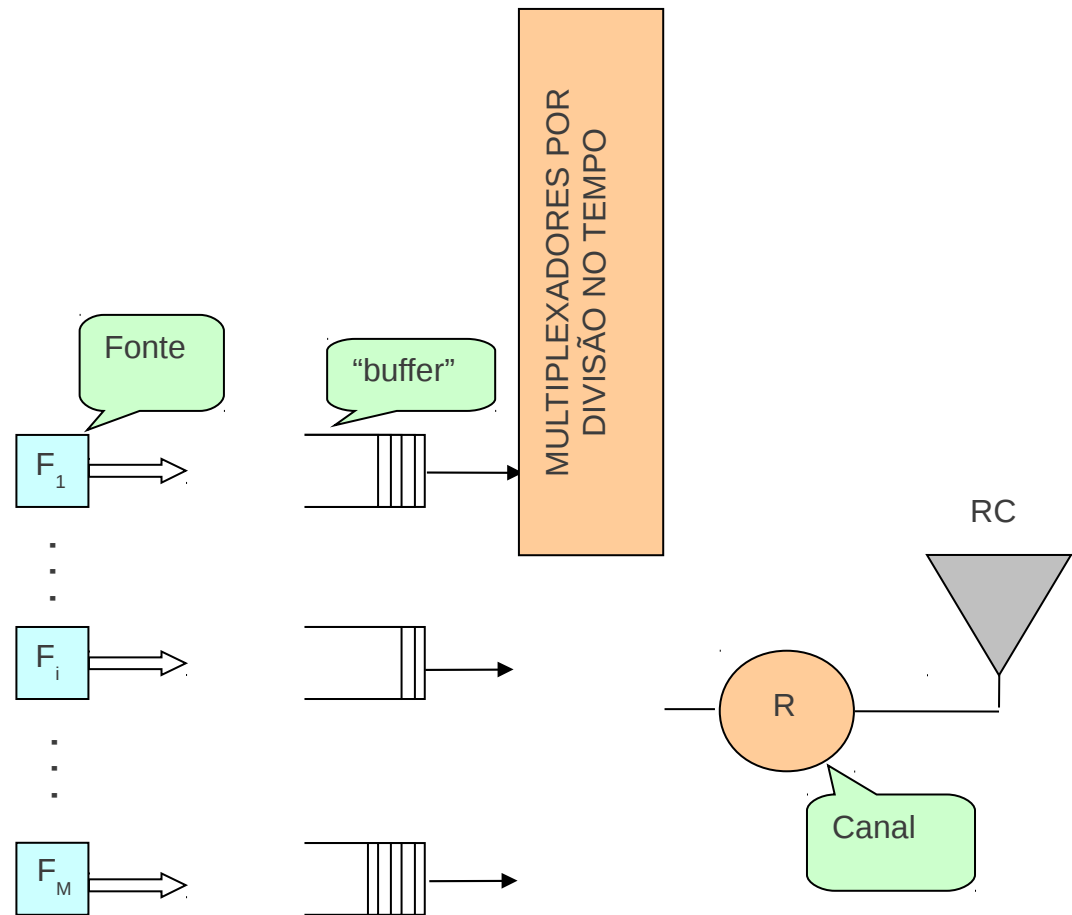 MULTIPLEXADORES POR
DIVISÃO NO TEMPO
Fonte
“buffer”
F1
RC
Fi
R
Canal
FM